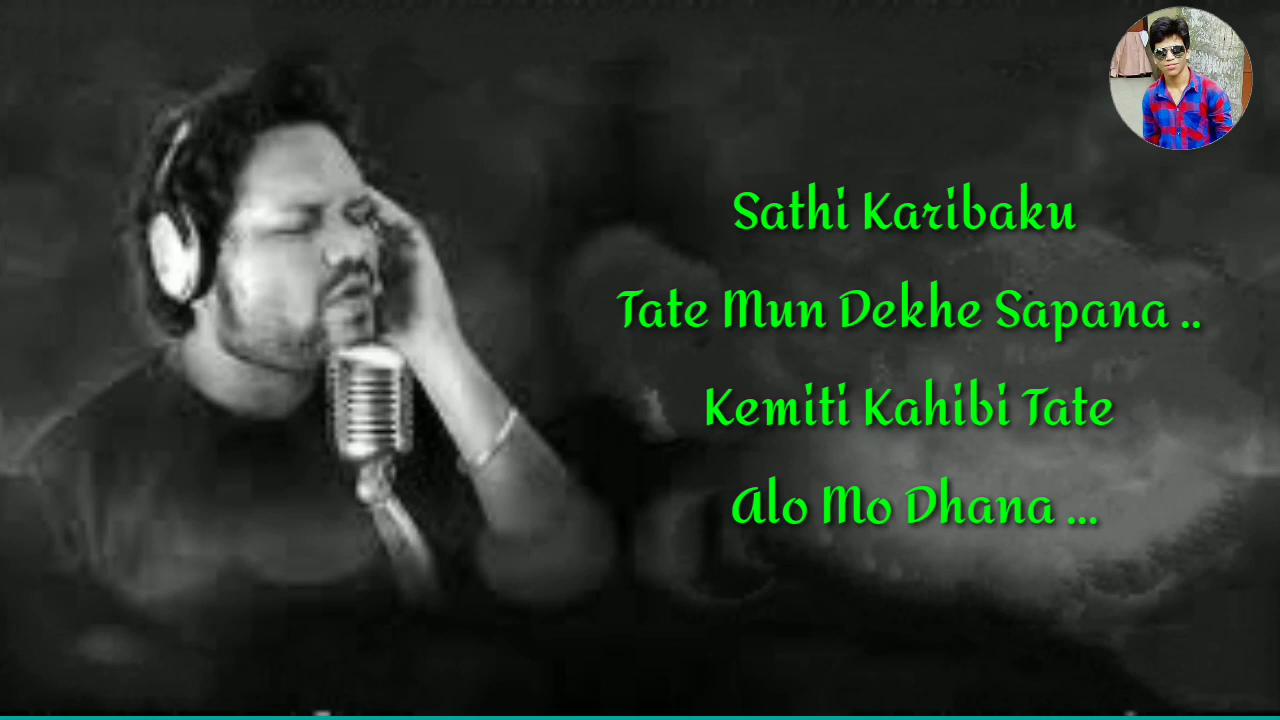 Sathi Karibaku
Tate Mun Dekhe Sapana ..
Kemiti Kahibi Tate
Alo Mo Dhana ...